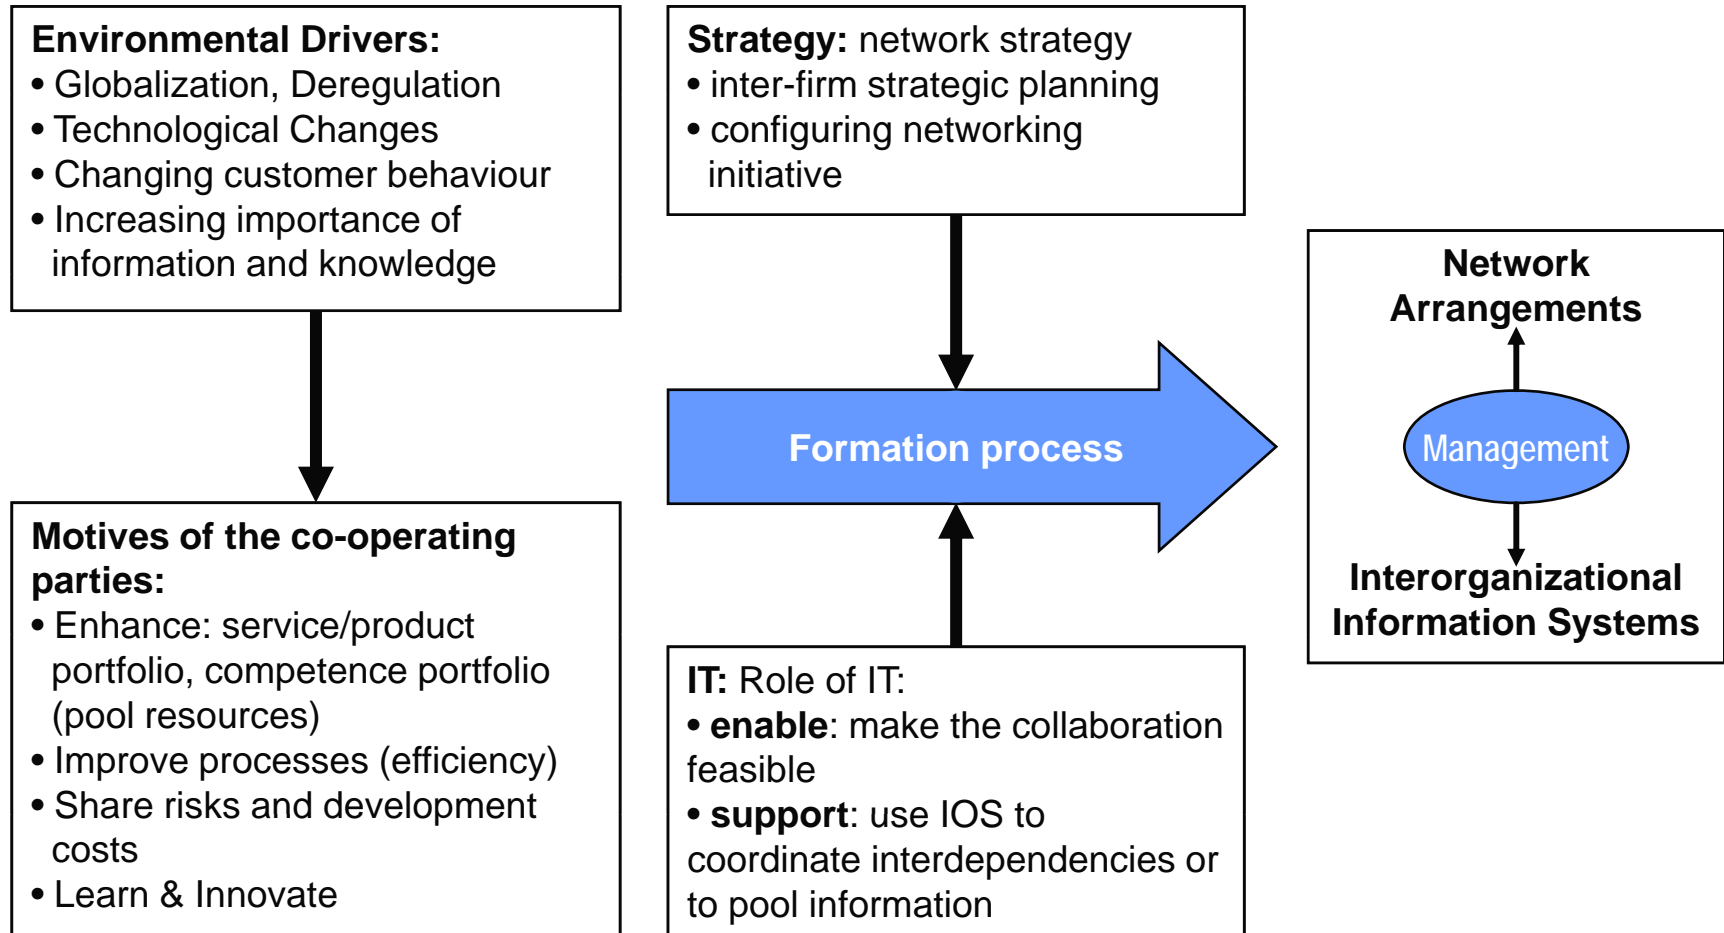 Environmental Drivers:
• Globalization, Deregulation
• Technological Changes
• Changing customer behaviour
• Increasing importance of
information and knowledge
Motives of the co-operating
parties:
• Enhance: service/product
portfolio, competence portfolio
(pool resources)
• Improve processes (efficiency)
• Share risks and development
costs
• Learn & Innovate
Strategy: network strategy
• inter-firm strategic planning
• configuring networking
initiative
Formation process
IT: Role of IT:
• enable: make the collaboration
feasible
• support: use IOS to
coordinate interdependencies or
to pool information
Network
Arrangements
Management
Interorganizational
Information Systems